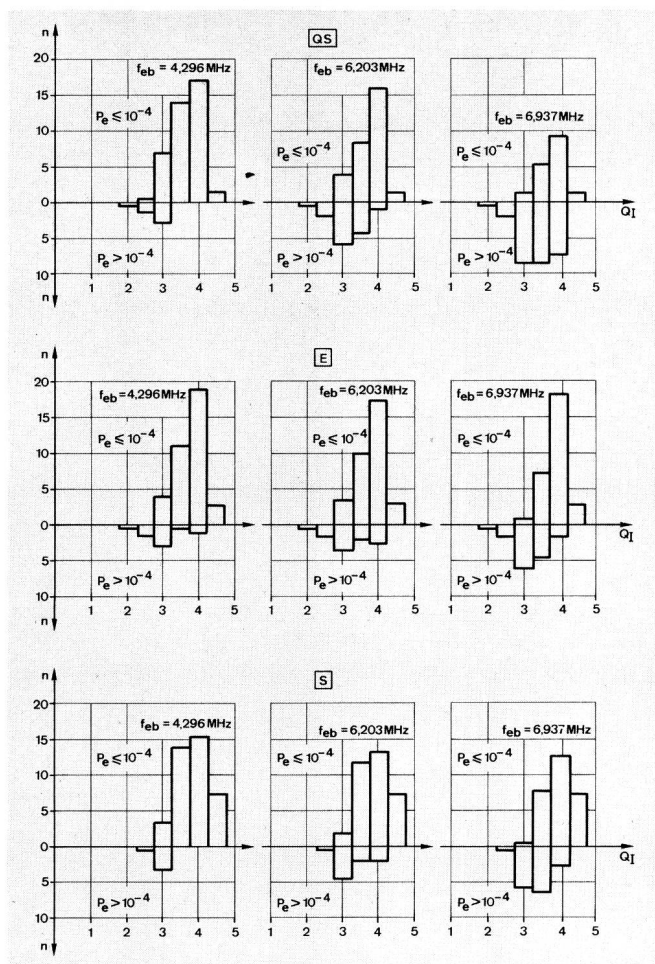 n
QS
20
15
10
5
0
5
10
n
f_eb = 4,296 MHz
P_e ≤ 10⁻⁴
P_e > 10⁻⁴
1 2 3 4 5
f_eb = 6,203 MHz
P_e ≤ 10⁻⁴
P_e > 10⁻⁴
1 2 3 4 5
f_eb = 6,937 MHz
P_e ≤ 10⁻⁴
P_e > 10⁻⁴
Q_I
1 2 3 4 5
n
E
20
15
10
5
0
5
10
n
f_eb = 4,296 MHz
P_e ≤ 10⁻⁴
P_e > 10⁻⁴
1 2 3 4 5
f_eb = 6,203 MHz
P_e ≤ 10⁻⁴
P_e > 10⁻⁴
1 2 3 4 5
f_eb = 6,937 MHz
P_e ≤ 10⁻⁴
P_e > 10⁻⁴
Q_I
1 2 3 4 5
n
S
20
15
10
5
0
5
10
n
f_eb = 4,296 MHz
P_e ≤ 10⁻⁴
P_e > 10⁻⁴
1 2 3 4 5
f_eb = 6,203 MHz
P_e ≤ 10⁻⁴
P_e > 10⁻⁴
1 2 3 4 5
f_eb = 6,937 MHz
P_e ≤ 10⁻⁴
P_e > 10⁻⁴
Q_I
1 2 3 4 5